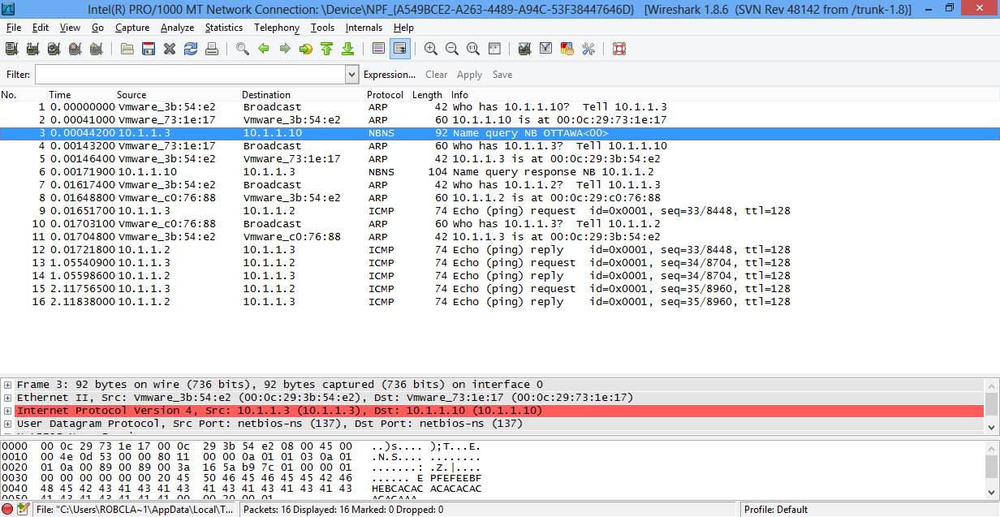 Intel(R) PRO/1000 MT Network Connection: \Device\NPF_{A549BCE2-A263-4489-A94C-53F38447646D} [Wireshark 1.8.6 (SVN Rev 48142 from /trunk-1.8)]
File Edit View Go Capture Analyze Statistics Telephony Tools Internals Help
Filter: Expression... Clear Apply Save
No. Time Source Destination Protocol Length Info
1 0.00000000 Vmware_3b:54:e2 Broadcast ARP 42 Who has 10.1.1.10? Tell 10.1.1.3
2 0.00041000 Vmware_73:1e:17 Vmware_3b:54:e2 ARP 60 10.1.1.10 is at 00:0c:29:73:1e:17
3 0.00044200 10.1.1.3 10.1.1.10 NBNS 92 Name query NB OTTAWA<00>
4 0.00143200 Vmware_73:1e:17 Broadcast ARP 60 Who has 10.1.1.3? Tell 10.1.1.10
5 0.00146400 Vmware_3b:54:e2 Vmware_73:1e:17 ARP 42 10.1.1.3 is at 00:0c:29:3b:54:e2
6 0.00171900 10.1.1.10 10.1.1.3 NBNS 104 Name query response NB 10.1.1.2
7 0.01617400 Vmware_3b:54:e2 Broadcast ARP 42 Who has 10.1.1.2? Tell 10.1.1.3
8 0.01648800 Vmware_c0:76:88 Vmware_3b:54:e2 ARP 60 10.1.1.2 is at 00:0c:29:c0:76:88
9 0.01651700 10.1.1.3 10.1.1.2 ICMP 74 Echo (ping) request id=0x0001, seq=33/8448, ttl=128
10 0.01703100 Vmware_c0:76:88 Broadcast ARP 60 Who has 10.1.1.3? Tell 10.1.1.2
11 0.01704800 Vmware_3b:54:e2 Vmware_c0:76:88 ARP 42 10.1.1.3 is at 00:0c:29:3b:54:e2
12 0.01721800 10.1.1.2 10.1.1.3 ICMP 74 Echo (ping) reply id=0x0001, seq=33/8448, ttl=128
13 1.05540900 10.1.1.3 10.1.1.2 ICMP 74 Echo (ping) request id=0x0001, seq=34/8704, ttl=128
14 1.05598600 10.1.1.2 10.1.1.3 ICMP 74 Echo (ping) reply id=0x0001, seq=34/8704, ttl=128
15 2.11756500 10.1.1.3 10.1.1.2 ICMP 74 Echo (ping) request id=0x0001, seq=35/8960, ttl=128
16 2.11838000 10.1.1.2 10.1.1.3 ICMP 74 Echo (ping) reply id=0x0001, seq=35/8960, ttl=128
Frame 3: 92 bytes on wire (736 bits), 92 bytes captured (736 bits) on interface 0
Ethernet II, Src: Vmware_3b:54:e2 (00:0c:29:3b:54:e2), Dst: Vmware_73:1e:17 (00:0c:29:73:1e:17)
Internet Protocol Version 4, Src: 10.1.1.3 (10.1.1.3), Dst: 10.1.1.10 (10.1.1.10)
User Datagram Protocol, Src Port: netbios-ns (137), Dst Port: netbios-ns (137)
0000 00 0c 29 73 1e 17 00 0c 29 3b 54 e2 08 00 45 00 ..)s.... );T...E.
0010 00 4e 0d 53 00 00 80 11 00 00 0a 01 01 03 0a 01 .N.S.... ........
0020 01 0a 00 89 00 89 00 3a 16 5a b9 7c 01 00 00 01 .......: .Z.|....
0030 00 00 00 00 00 00 20 45 50 46 45 46 45 45 42 46 ...... E PFEFEEBF
0040 48 45 42 43 41 43 41 43 41 43 41 43 41 43 41 43 HEBCACAC ACACACAC
0050 41 43 41 43 41 41 41 00 00 20 00 01 ACACAAA.
File: "C:\Users\ROBCLA~1\AppData\Local\T... Packets: 16 Displayed: 16 Marked: 0 Dropped: 0 Profile: Default